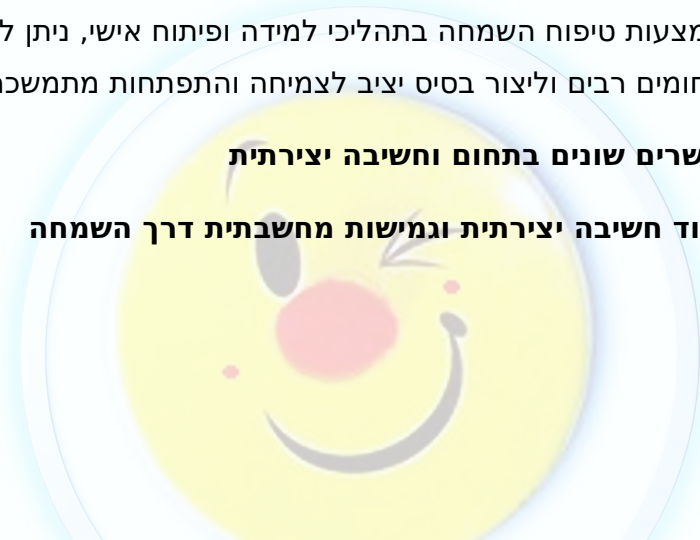 טיפוח השמחה בתהליכי למידה ופיתוח אישי, ניתן
רבים וליצור בסיס יציב לצמיחה והתפתחות
שונים בתחום וחשיבה יצירתית
חשיבה יצירתית וגמישות מחשבתית דרך השמחה